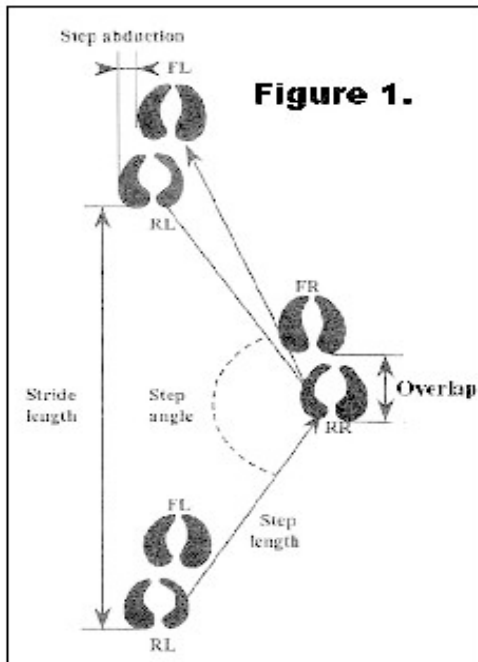 Step abduction
FL
Figure 1.
RL
FR
Stride
length
Step
angle
Overlap
RR
FL
Step
length
RL